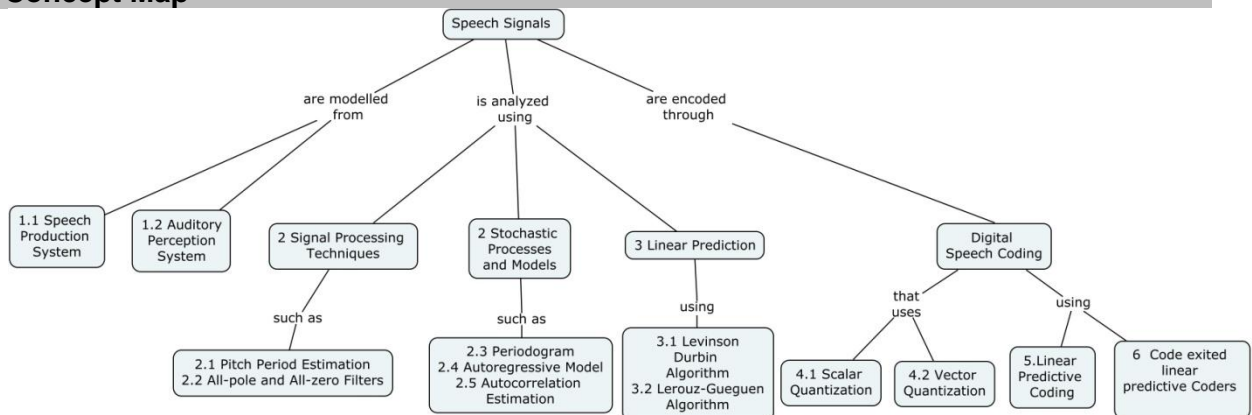 Concept Map
Speech Signals
are modelled
from
is analyzed
using
are encoded
through
1.1 Speech
Production
System
1.2 Auditory
Perception
System
2 Signal Processing
Techniques
2 Stochastic
Processes
and Models
3 Linear Prediction
Digital
Speech Coding
such as
such as
using
that
uses
using
2.1 Pitch Period Estimation
2.2 All-pole and All-zero Filters
2.3 Periodogram
2.4 Autoregressive Model
2.5 Autocorrelation
Estimation
3.1 Levinson
Durbin
Algorithm
3.2 Lerouz-Gueguen
Algorithm
4.1 Scalar
Quantization
4.2 Vector
Quantization
5.Linear
Predictive
Coding
6 Code exited
linear
predictive Coders